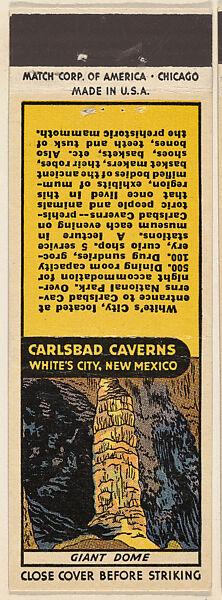 MATCH CORP. OF AMERICA · CHICAGO
MADE IN U.S.A.
White's City, located at
entrance to Carlsbad Cav-
erns National Park. Over-
night accommodation for
500. Dining room capacity
100. Drug sundries, groc-
ery, curio shop, 5 service
stations. A lecture in
museum each evening on
Carlsbad Caverns--prehis-
toric people and animals
that once lived in this
region, exhibits of mum-
mified bodies of the ancient
basket makers, their robes,
shoes, baskets, etc. Also
bones, teeth and tusk of
the prehistoric mammoth.
CARLSBAD CAVERNS
WHITE'S CITY, NEW MEXICO
GIANT DOME
CLOSE COVER BEFORE STRIKING